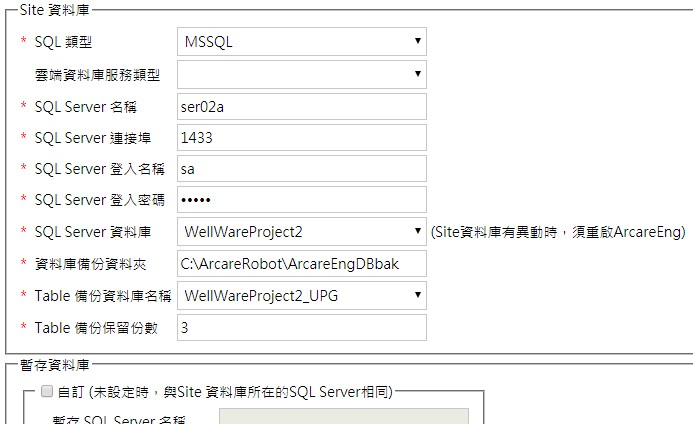 Site 資料庫
* SQL 類型 MSSQL
雲端資料庫服務類型
* SQL Server 名稱 ser02a
* SQL Server 連接埠 1433
* SQL Server 登入名稱 sa
* SQL Server 登入密碼 •••••
* SQL Server 資料庫 WellWareProject2 (Site資料庫有異動時，須重啟ArcareEng)
* 資料庫備份資料夾 C:\ArcareRobot\ArcareEngDBbak
* Table 備份資料庫名稱 WellWareProject2_UPG
* Table 備份保留份數 3
暫存資料庫
自訂 (未設定時，與Site 資料庫所在的SQL Server相同)
暫存 SQL Server 名稱